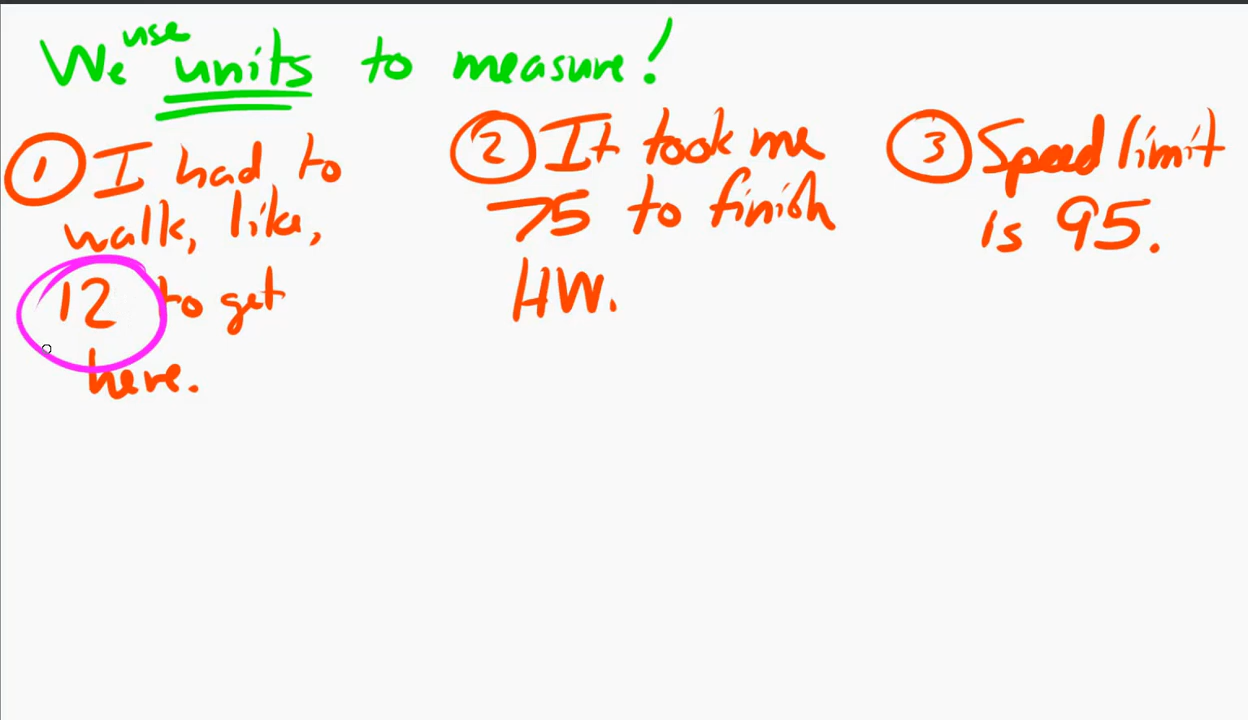 We use units to measure!
① I had to
walk, like,
12 to get
here.
② It took me
75 to finish
HW.
③ Speed limit
is 95.